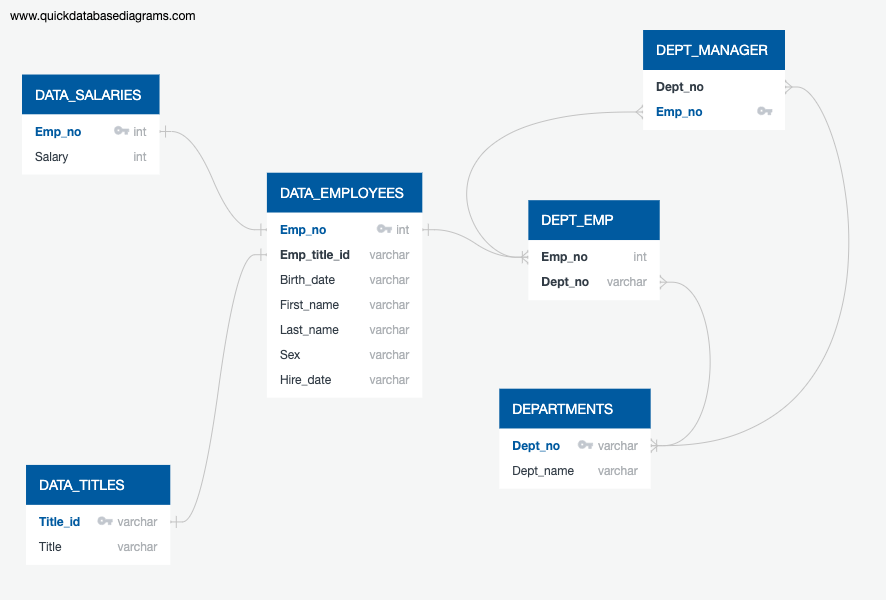 www.quickdatabasediagrams.com
DATA_SALARIES
Emp_no int
Salary int
DATA_EMPLOYEES
Emp_no int
Emp_title_id varchar
Birth_date varchar
First_name varchar
Last_name varchar
Sex varchar
Hire_date varchar
DATA_TITLES
Title_id varchar
Title varchar
DEPT_MANAGER
Dept_no
Emp_no
DEPT_EMP
Emp_no int
Dept_no varchar
DEPARTMENTS
Dept_no varchar
Dept_name varchar